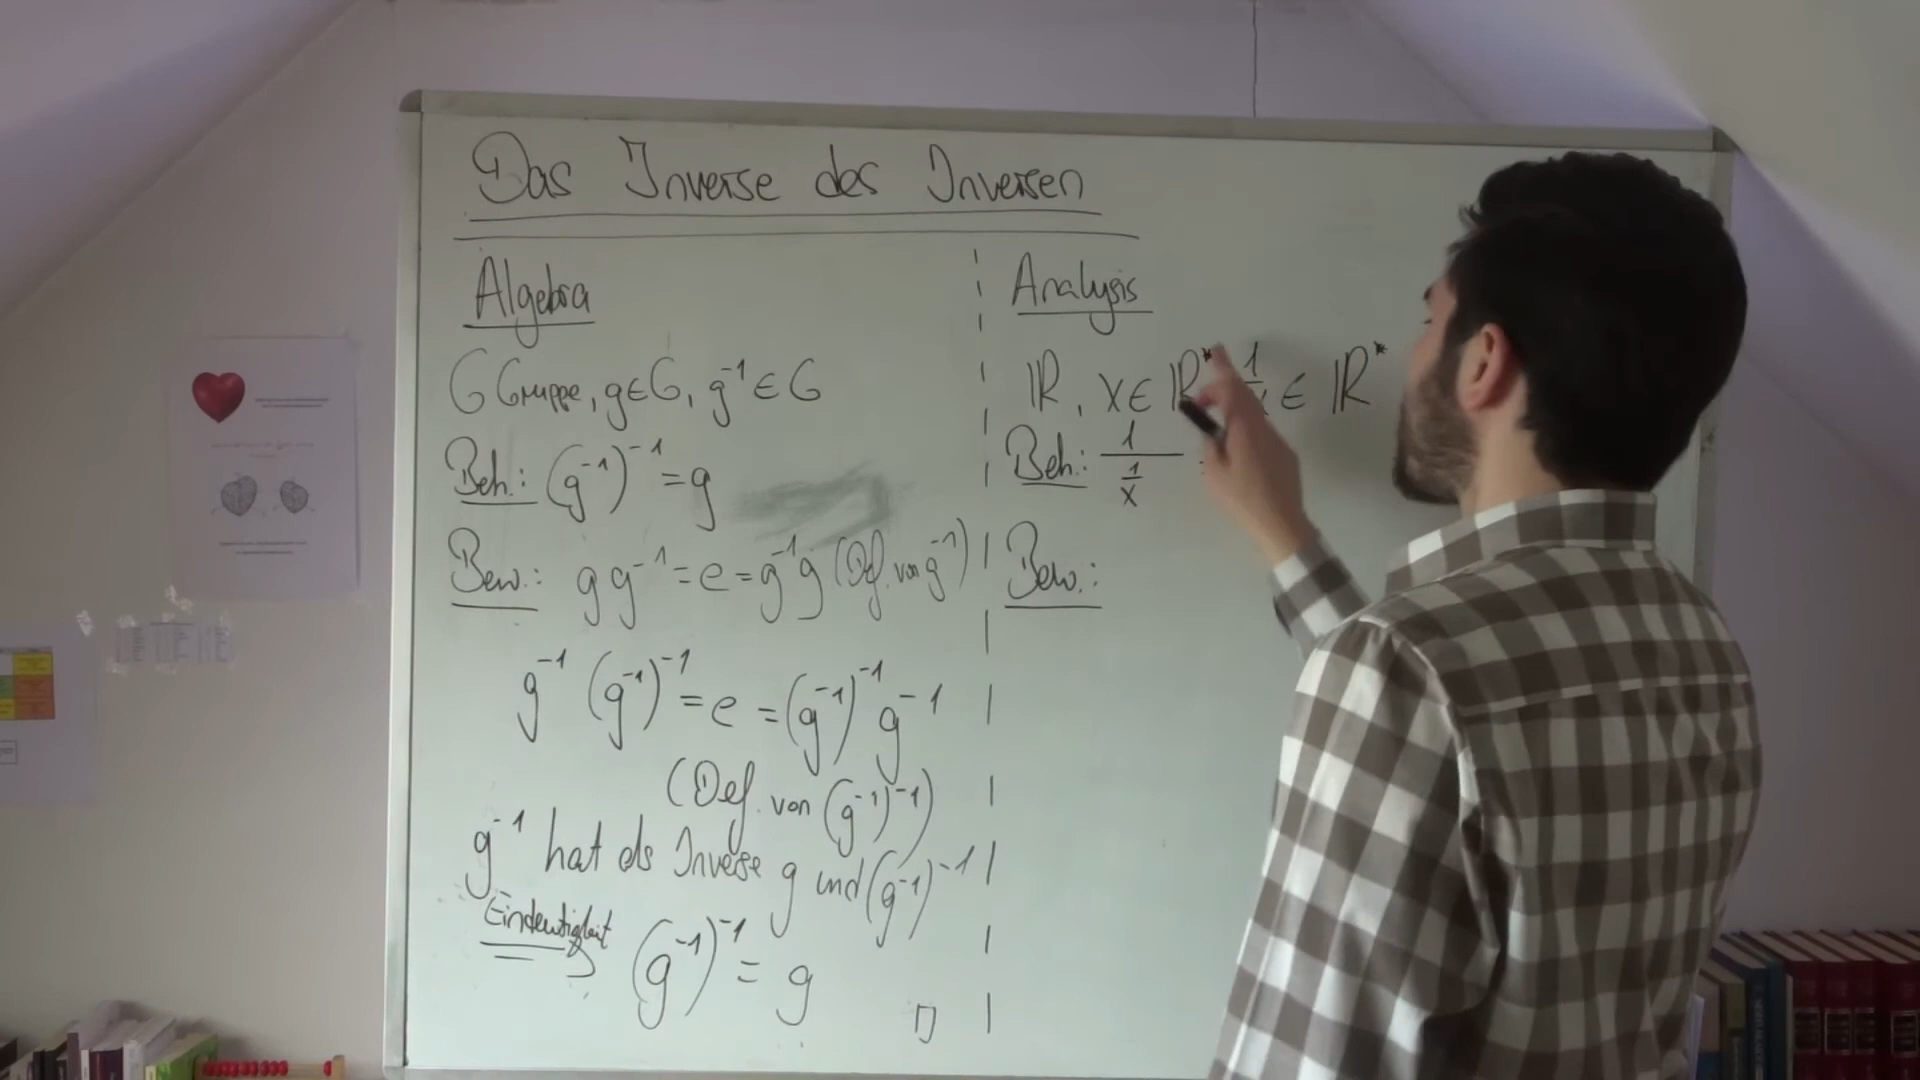 Das Inverse des Inversen
Algebra
G Gruppe, g∈G, g⁻¹∈G
Beh.: (g⁻¹)⁻¹=g
Bew.: gg⁻¹=e=g⁻¹g (Def. von g⁻¹)
g⁻¹(g⁻¹)⁻¹=e=(g⁻¹)⁻¹g⁻¹
(Def. von (g⁻¹)⁻¹)
g⁻¹ hat als Inverse g und (g⁻¹)⁻¹
Eindeutigkeit
(g⁻¹)⁻¹ = g
□
Analysis
ℝ, x∈ℝ* 1/x ∈ ℝ*
Beh.: 1/(1/x)
Bew.: